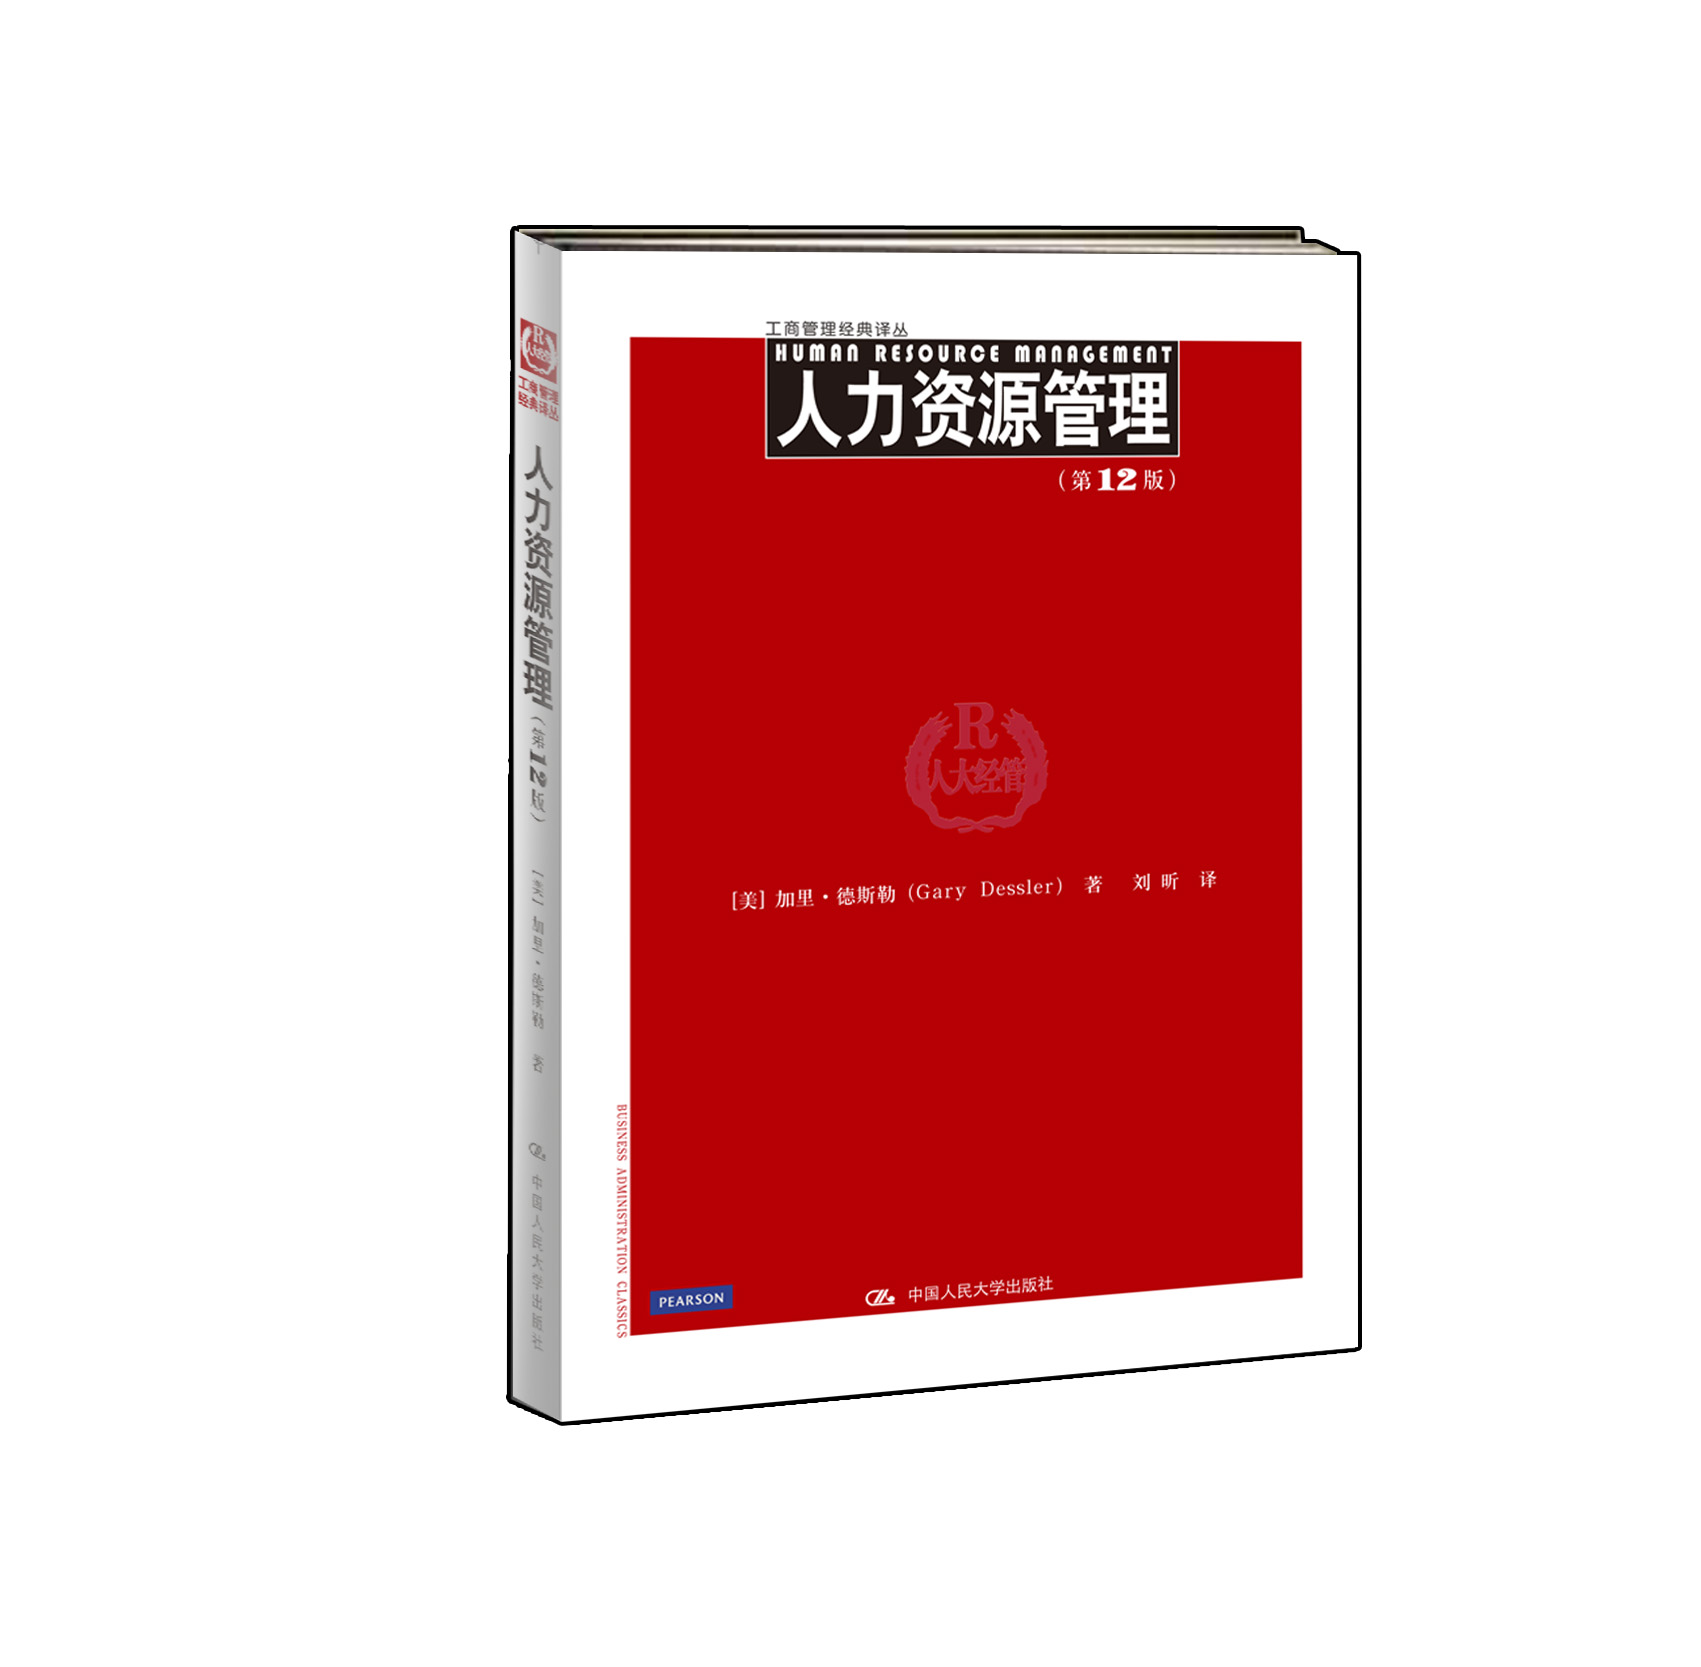 工商管理经典译丛
HUMAN RESOURCE MANAGEMENT
人力资源管理
（第12版）
R
人大经管
[美] 加里·德斯勒（Gary Dessler） 著 刘 昕 译
BUSINESS ADMINISTRATION CLASSICS
PEARSON
中国人民大学出版社
R
人大经管
工商管理
经典译丛
人力资源管理
（第12版）
[美] 加里·德斯勒 著
中国人民大学出版社